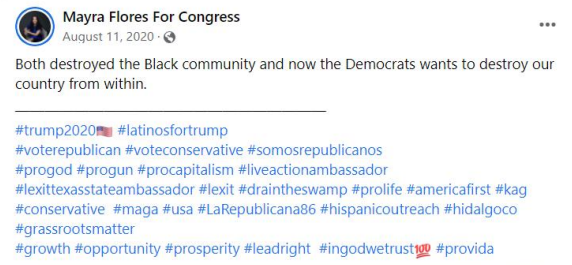 Mayra Flores For Congress
August 11, 2020 ·
Both destroyed the Black community and now the Democrats wants to destroy our
country from within.
#trump2020🇺🇸 #latinosfortrump
#voterepublican #voteconservative #somosrepublicanos
#progod #progun #procapitalism #liveactionambassador
#lexittexasstateambassador #lexit #draintheswamp #prolife #americafirst #kag
#conservative #maga #usa #LaRepublicana86 #hispanicoutreach #hidalgoco
#grassrootsmatter
#growth #opportunity #prosperity #leadright #ingodwetrust💯 #provida